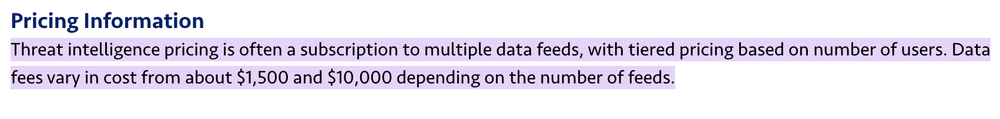 Pricing Information
Threat intelligence pricing is often a subscription to multiple data feeds, with tiered pricing based on number of users. Data
fees vary in cost from about $1,500 and $10,000 depending on the number of feeds.